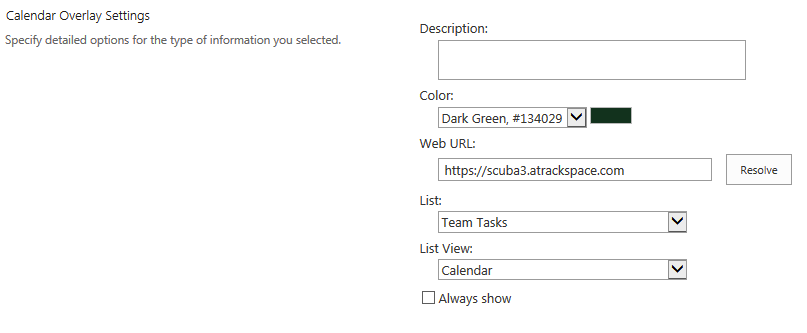 Calendar Overlay Settings
Specify detailed options for the type of information you selected.
Description:
Color:
Dark Green, #134029
Web URL:
https://scuba3.atrackspace.com
Resolve
List:
Team Tasks
List View:
Calendar
Always show